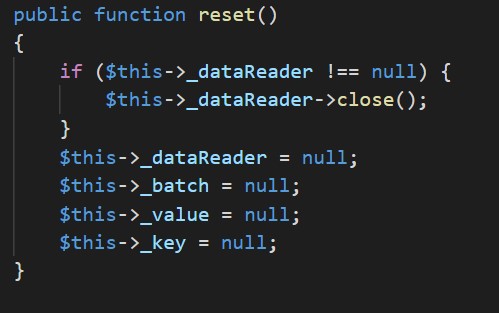 public function reset()
{
    if ($this->_dataReader !== null) {
        $this->_dataReader->close();
    }
    $this->_dataReader = null;
    $this->_batch = null;
    $this->_value = null;
    $this->_key = null;
}